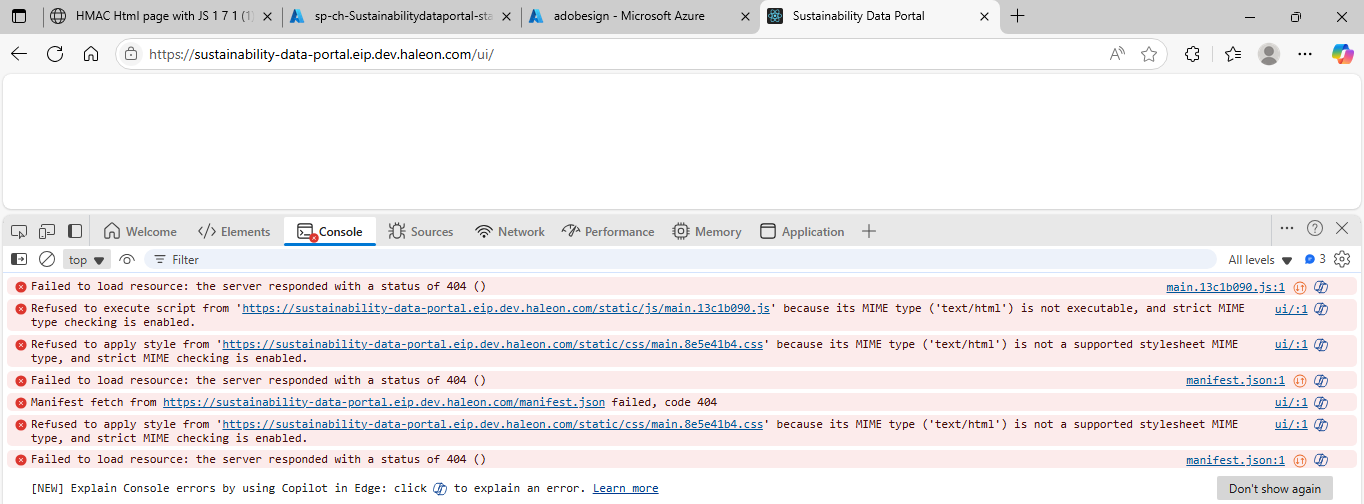 HMAC Html page with JS 1 7 1 (1)
sp-ch-Sustainabilitydataportal-sta
adobesign - Microsoft Azure
Sustainability Data Portal
https://sustainability-data-portal.eip.dev.haleon.com/ui/
Welcome Elements Console Sources Network Performance Memory Application
top Filter All levels 3
Failed to load resource: the server responded with a status of 404 () main.13c1b090.js:1
Refused to execute script from 'https://sustainability-data-portal.eip.dev.haleon.com/static/js/main.13c1b090.js' because its MIME type ('text/html') is not executable, and strict MIME ui/:1
type checking is enabled.
Refused to apply style from 'https://sustainability-data-portal.eip.dev.haleon.com/static/css/main.8e5e41b4.css' because its MIME type ('text/html') is not a supported stylesheet MIME ui/:1
type, and strict MIME checking is enabled.
Failed to load resource: the server responded with a status of 404 () manifest.json:1
Manifest fetch from https://sustainability-data-portal.eip.dev.haleon.com/manifest.json failed, code 404 ui/:1
Refused to apply style from 'https://sustainability-data-portal.eip.dev.haleon.com/static/css/main.8e5e41b4.css' because its MIME type ('text/html') is not a supported stylesheet MIME ui/:1
type, and strict MIME checking is enabled.
Failed to load resource: the server responded with a status of 404 () manifest.json:1
[NEW] Explain Console errors by using Copilot in Edge: click to explain an error. Learn more Don't show again